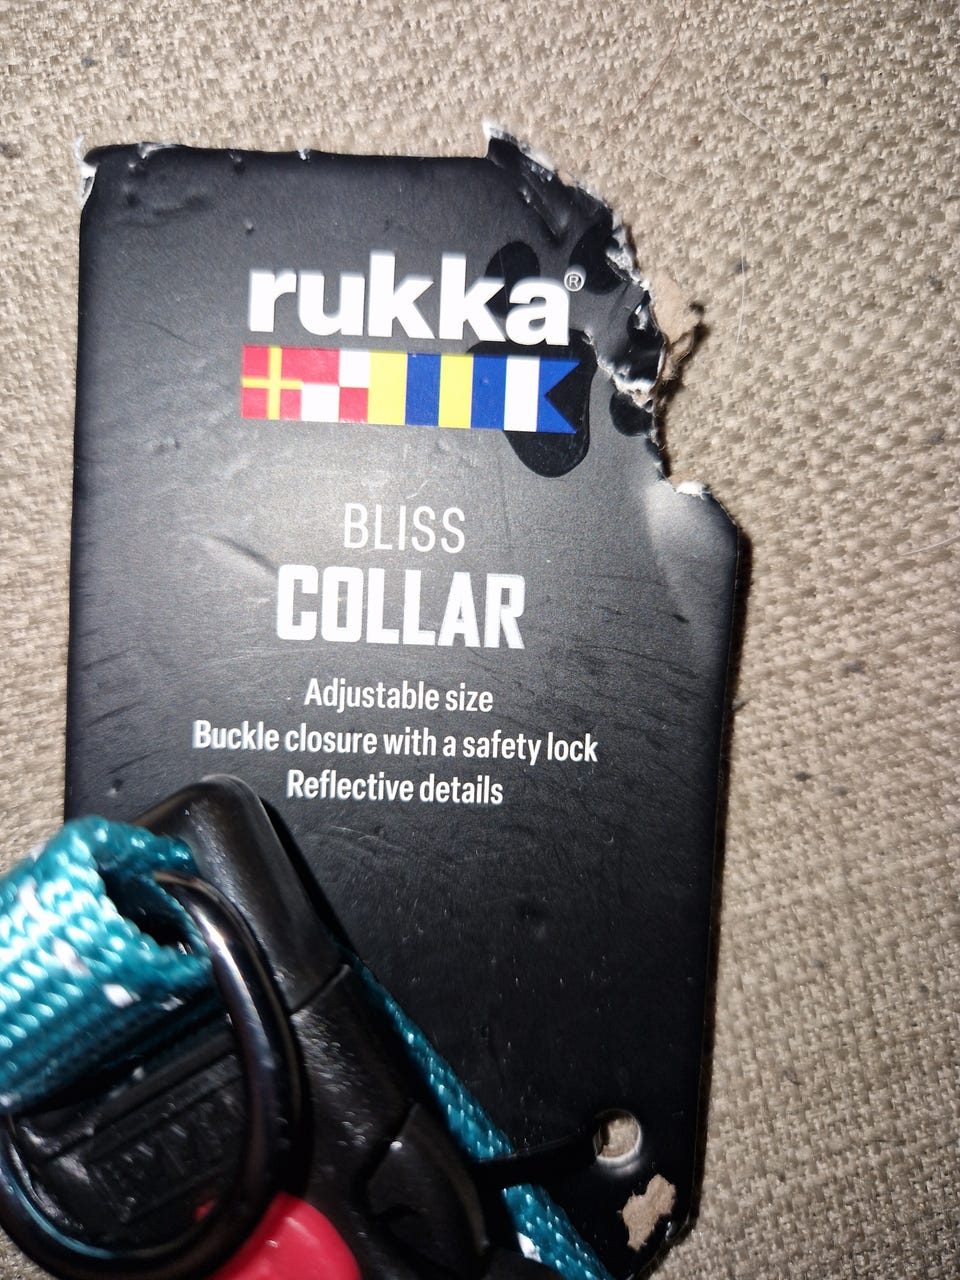 rukka®
BLISS
COLLAR
Adjustable size
Buckle closure with a safety lock
Reflective details